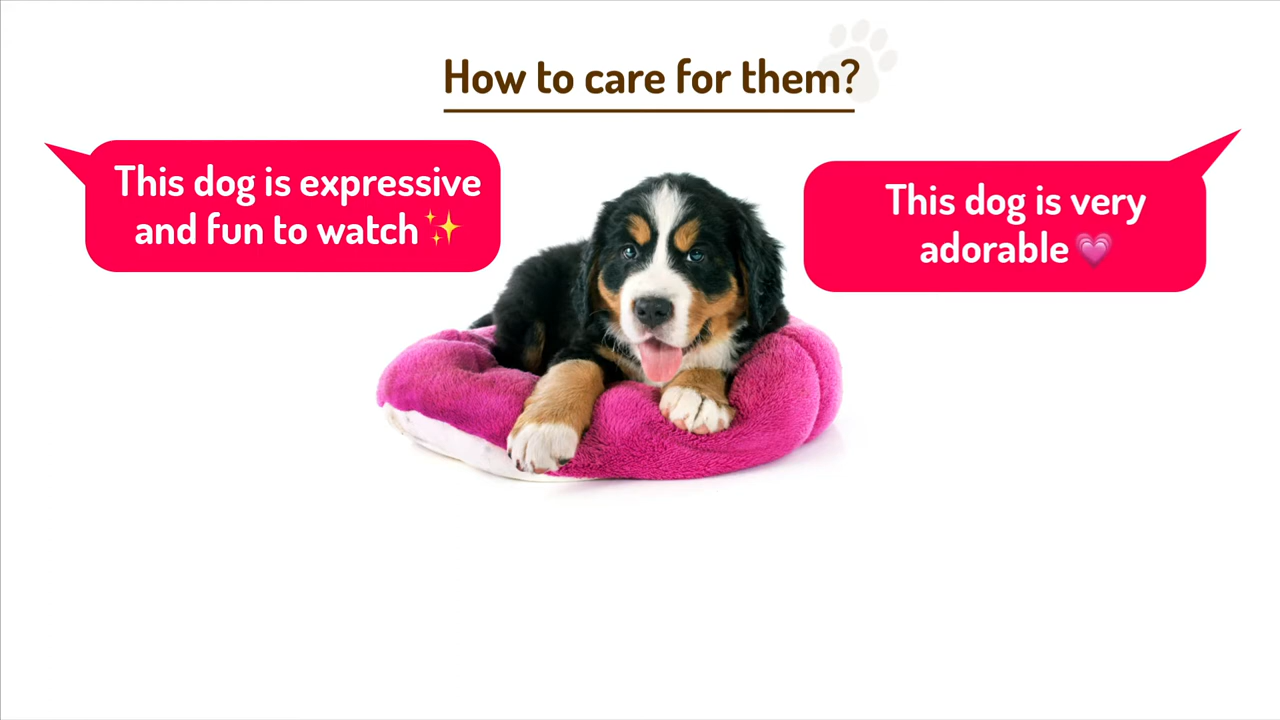 How to care for them?
This dog is expressive
and fun to watch✨
This dog is very
adorable💗